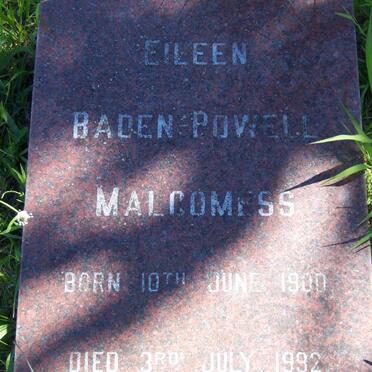 EILEEN
BADEN-POWELL
MALCOMESS
BORN 10TH JUNE 1900
DIED 3RD JULY 1992